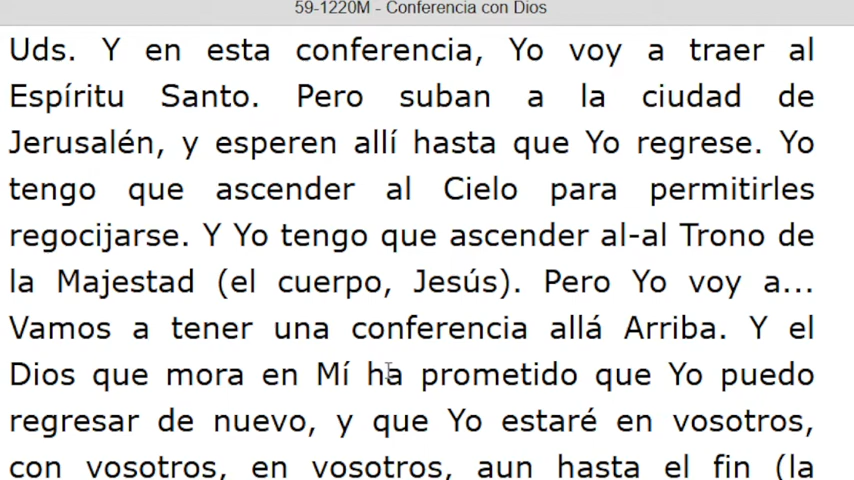 59-1220M - Conferencia con Dios
Uds. Y en esta conferencia, Yo voy a traer al
Espíritu Santo. Pero suban a la ciudad de
Jerusalén, y esperen allí hasta que Yo regrese. Yo
tengo que ascender al Cielo para permitirles
regocijarse. Y Yo tengo que ascender al-al Trono de
la Majestad (el cuerpo, Jesús). Pero Yo voy a...
Vamos a tener una conferencia allá Arriba. Y el
Dios que mora en Mí ha prometido que Yo puedo
regresar de nuevo, y que Yo estaré en vosotros,
con vosotros, en vosotros, aun hasta el fin (la